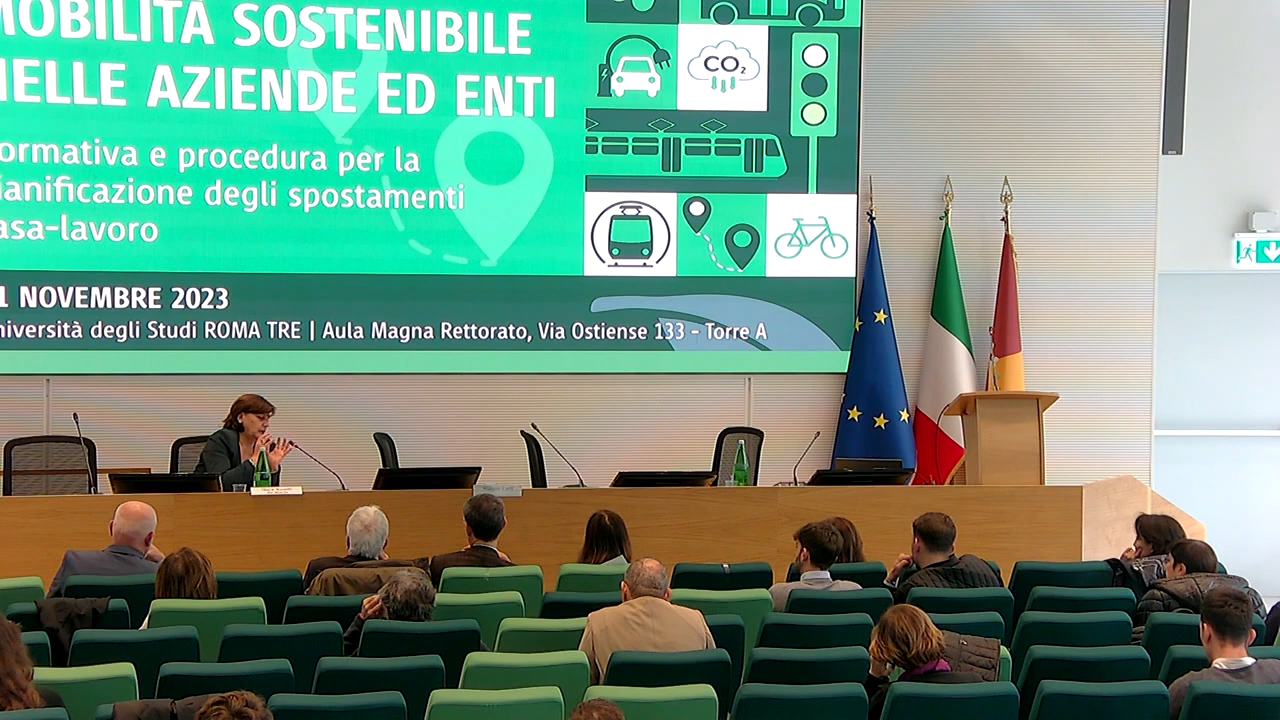 MOBILITÀ SOSTENIBILE
NELLE AZIENDE ED ENTI
ormativa e procedura per la
ianificazione degli spostamenti
asa-lavoro
1 NOVEMBRE 2023
niversità degli Studi ROMA TRE | Aula Magna Rettorato, Via Ostiense 133 - Torre A
CO₂